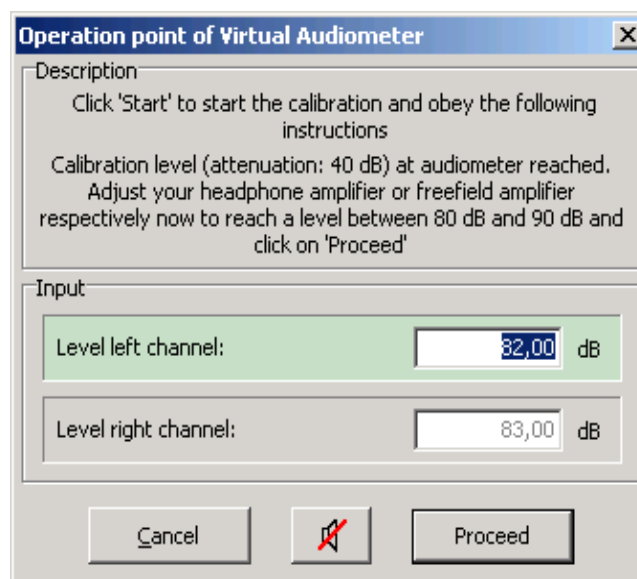 Operation point of Virtual Audiometer
Description
Click 'Start' to start the calibration and obey the following
instructions
Calibration level (attenuation: 40 dB) at audiometer reached.
Adjust your headphone amplifier or freefield amplifier
respectively now to reach a level between 80 dB and 90 dB and
click on 'Proceed'
Input
Level left channel: 82,00 dB
Level right channel: 83,00 dB
Cancel Proceed